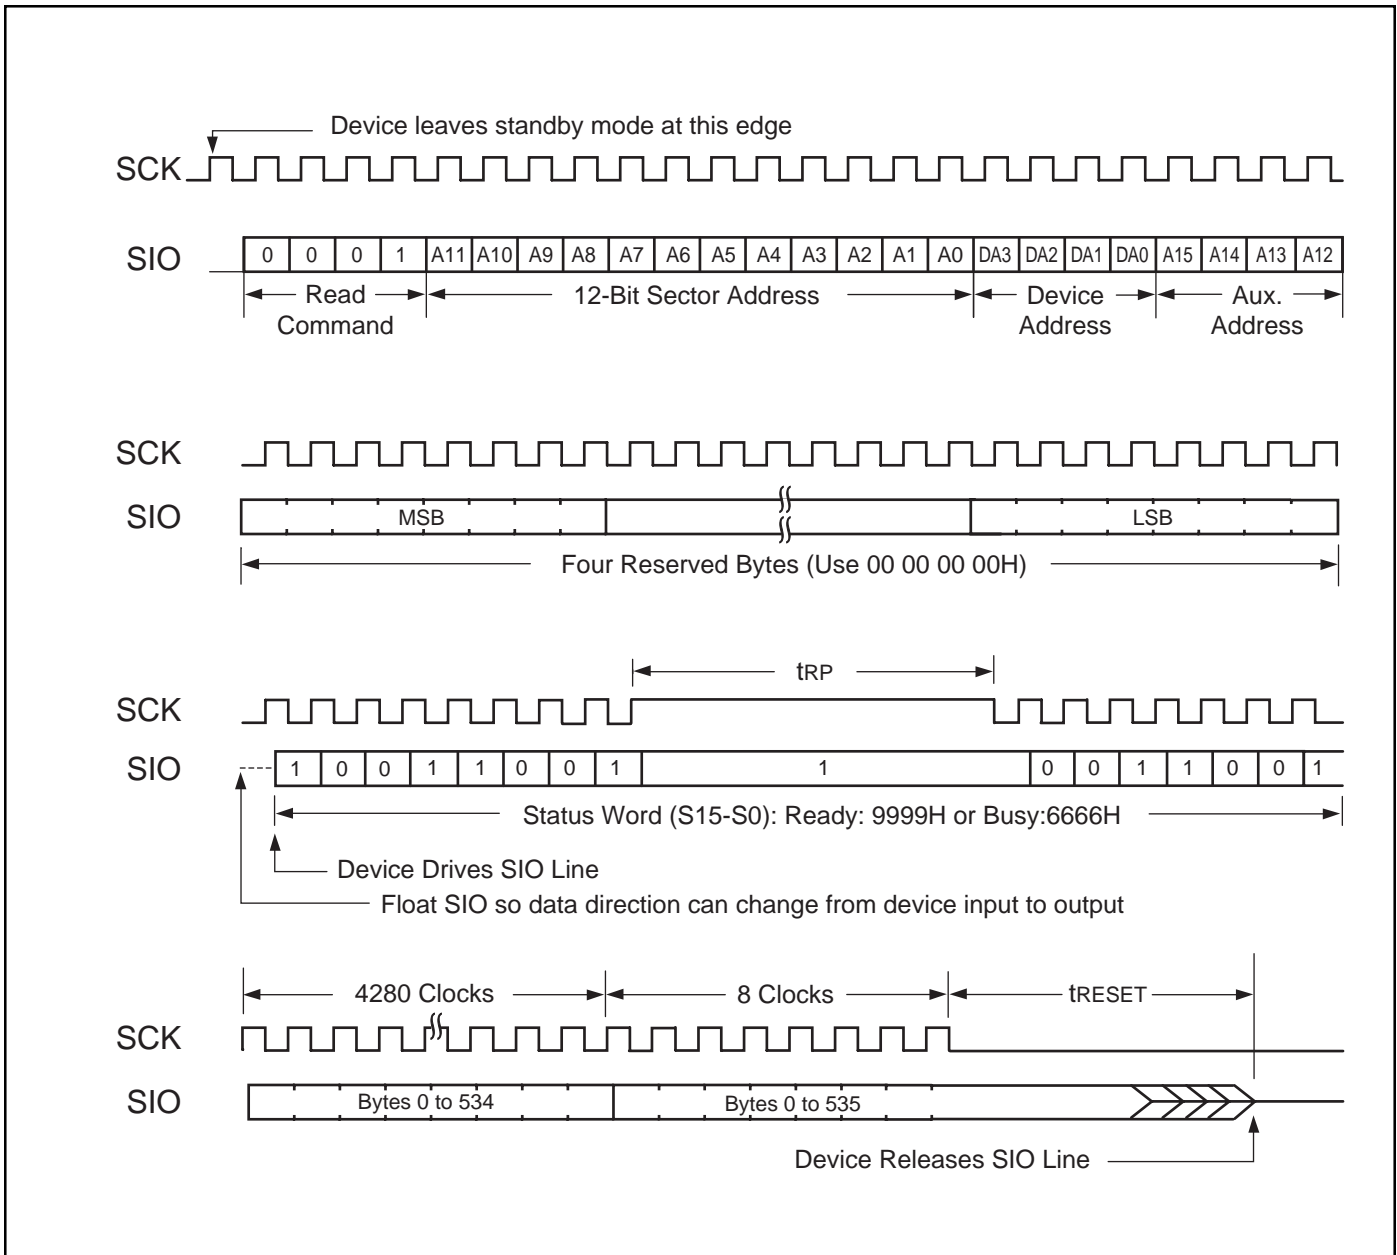 Device leaves standby mode at this edge
SCK
SIO
0 0 0 1 A11 A10 A9 A8 A7 A6 A5 A4 A3 A2 A1 A0 DA3 DA2 DA1 DA0 A15 A14 A13 A12
Read Command
12-Bit Sector Address
Device Address
Aux. Address
SCK
SIO
MSB
LSB
Four Reserved Bytes (Use 00 00 00 00H)
tRP
SCK
SIO
1 0 0 1 1 0 0 1 1 0 0 1 1 0 0 1
Status Word (S15-S0): Ready: 9999H or Busy:6666H
Device Drives SIO Line
Float SIO so data direction can change from device input to output
4280 Clocks
8 Clocks
tRESET
SCK
SIO
Bytes 0 to 534
Bytes 0 to 535
Device Releases SIO Line